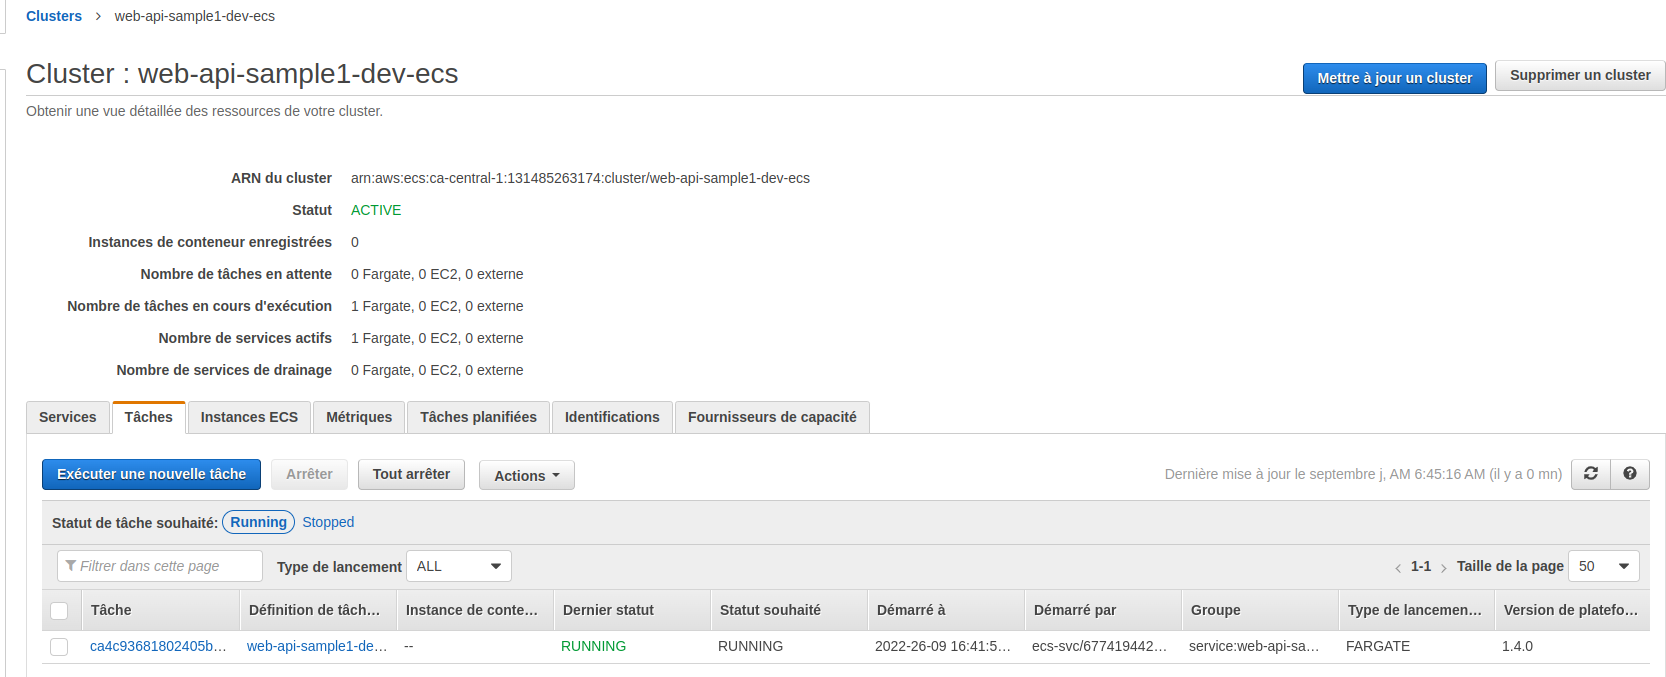 Clusters > web-api-sample1-dev-ecs
Cluster : web-api-sample1-dev-ecs
Mettre à jour un cluster
Supprimer un cluster
Obtenir une vue détaillée des ressources de votre cluster.
ARN du cluster arn:aws:ecs:ca-central-1:131485263174:cluster/web-api-sample1-dev-ecs
Statut ACTIVE
Instances de conteneur enregistrées 0
Nombre de tâches en attente 0 Fargate, 0 EC2, 0 externe
Nombre de tâches en cours d'exécution 1 Fargate, 0 EC2, 0 externe
Nombre de services actifs 1 Fargate, 0 EC2, 0 externe
Nombre de services de drainage 0 Fargate, 0 EC2, 0 externe
Services Tâches Instances ECS Métriques Tâches planifiées Identifications Fournisseurs de capacité
Exécuter une nouvelle tâche Arrêter Tout arrêter Actions Dernière mise à jour le septembre j, AM 6:45:16 AM (il y a 0 mn)
Statut de tâche souhaité: Running Stopped
Filtrer dans cette page Type de lancement ALL < 1-1 > Taille de la page 50
Tâche Définition de tâch... Instance de conte... Dernier statut Statut souhaité Démarré à Démarré par Groupe Type de lancemen... Version de platefo...
ca4c93681802405b... web-api-sample1-de... -- RUNNING RUNNING 2022-26-09 16:41:5... ecs-svc/677419442... service:web-api-sa... FARGATE 1.4.0